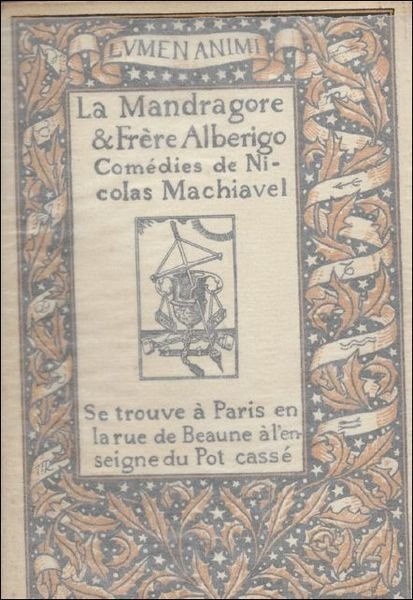 LVMEN ANIMI
La Mandragore
& Frère Alberigo
Comédies de Ni-
colas Machiavel
Se trouve à Paris en
la rue de Beaune à l'en-
seigne du Pot cassé